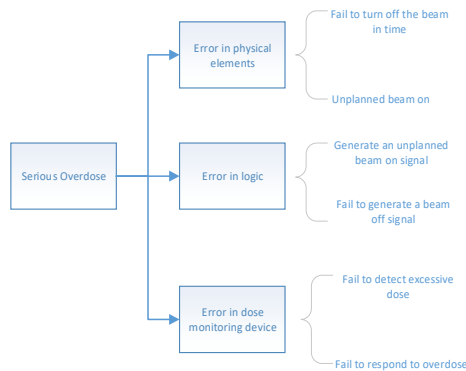 Serious Overdose
Error in physical
elements
Fail to turn off the beam
in time
Unplanned beam on
Error in logic
Generate an unplanned
beam on signal
Fail to generate a beam
off signal
Error in dose
monitoring device
Fail to detect excessive
dose
Fail to respond to overdose